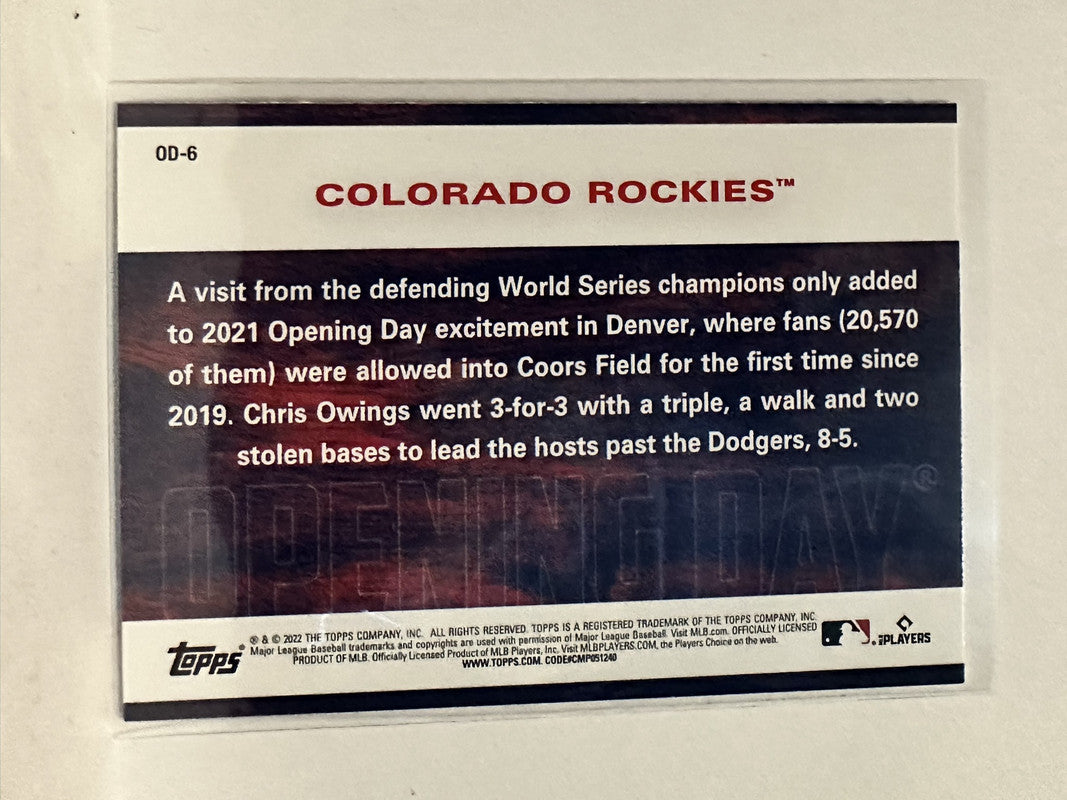 OD-6
COLORADO ROCKIES™
A visit from the defending World Series champions only added
to 2021 Opening Day excitement in Denver, where fans (20,570
of them) were allowed into Coors Field for the first time since
2019. Chris Owings went 3-for-3 with a triple, a walk and two
stolen bases to lead the hosts past the Dodgers, 8-5.
OPENING DAY®
topps®
® & © 2022 THE TOPPS COMPANY, INC. ALL RIGHTS RESERVED. TOPPS IS A REGISTERED TRADEMARK OF THE TOPPS COMPANY, INC.
Major League Baseball trademarks and copyrights are used with permission of Major League Baseball. Visit MLB.com. OFFICIALLY LICENSED
PRODUCT OF MLB. Officially Licensed Product of MLB Players, Inc. Visit MLBPLAYERS.COM, the Players Choice on the web.
WWW.TOPPS.COM. CODE#CMP051240
MLB PLAYERS